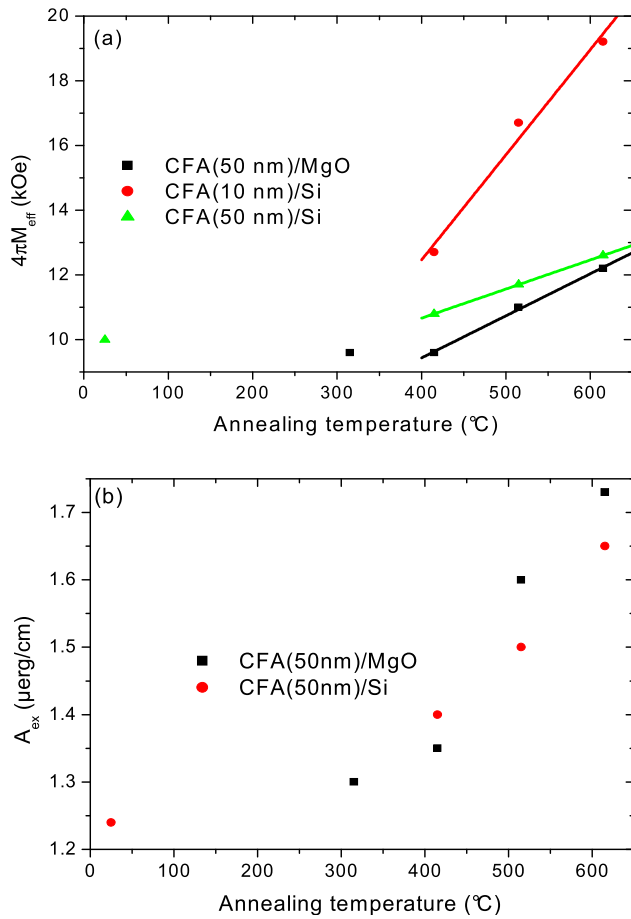 (a)
20
18
16
14
12
10
4πM_eff (kOe)
CFA(50 nm)/MgO
CFA(10 nm)/Si
CFA(50 nm)/Si
0 100 200 300 400 500 600
Annealing temperature (°C)
(b)
1.7
1.6
1.5
1.4
1.3
1.2
A_ex (µerg/cm)
CFA(50nm)/MgO
CFA(50nm)/Si
0 100 200 300 400 500 600
Annealing temperature (°C)